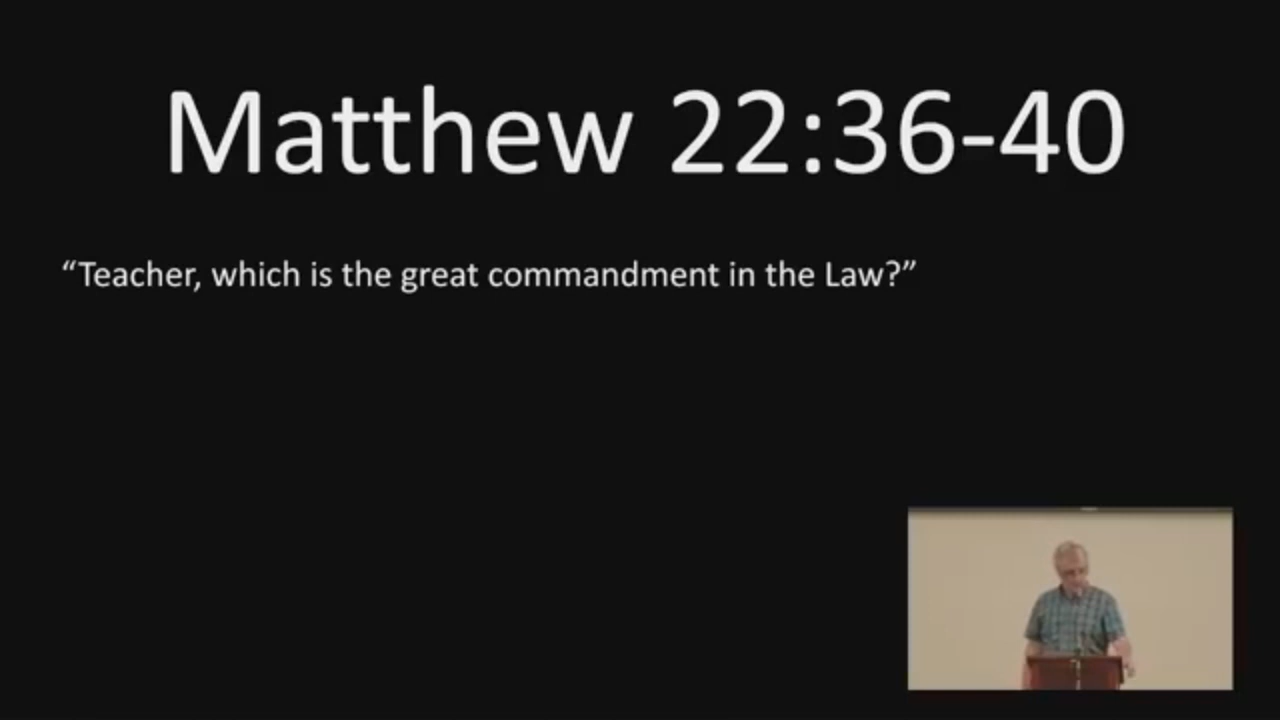 Matthew 22:36-40
“Teacher, which is the great commandment in the Law?”